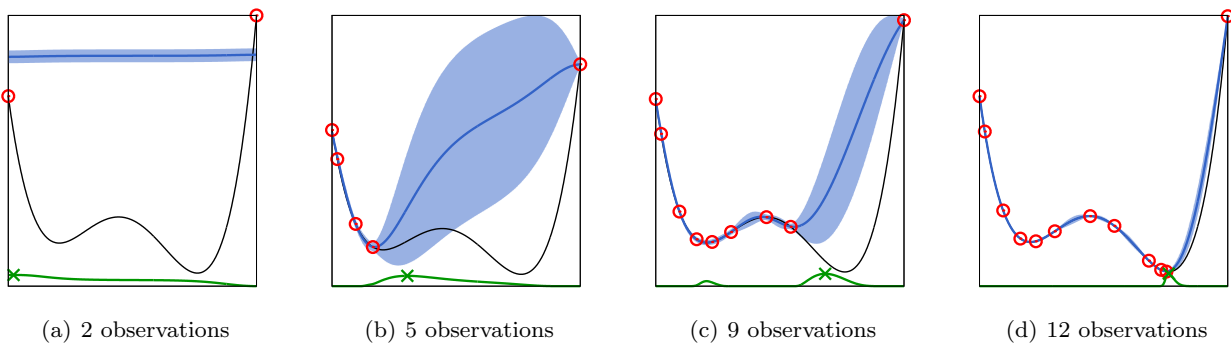 (a) 2 observations
(b) 5 observations
(c) 9 observations
(d) 12 observations